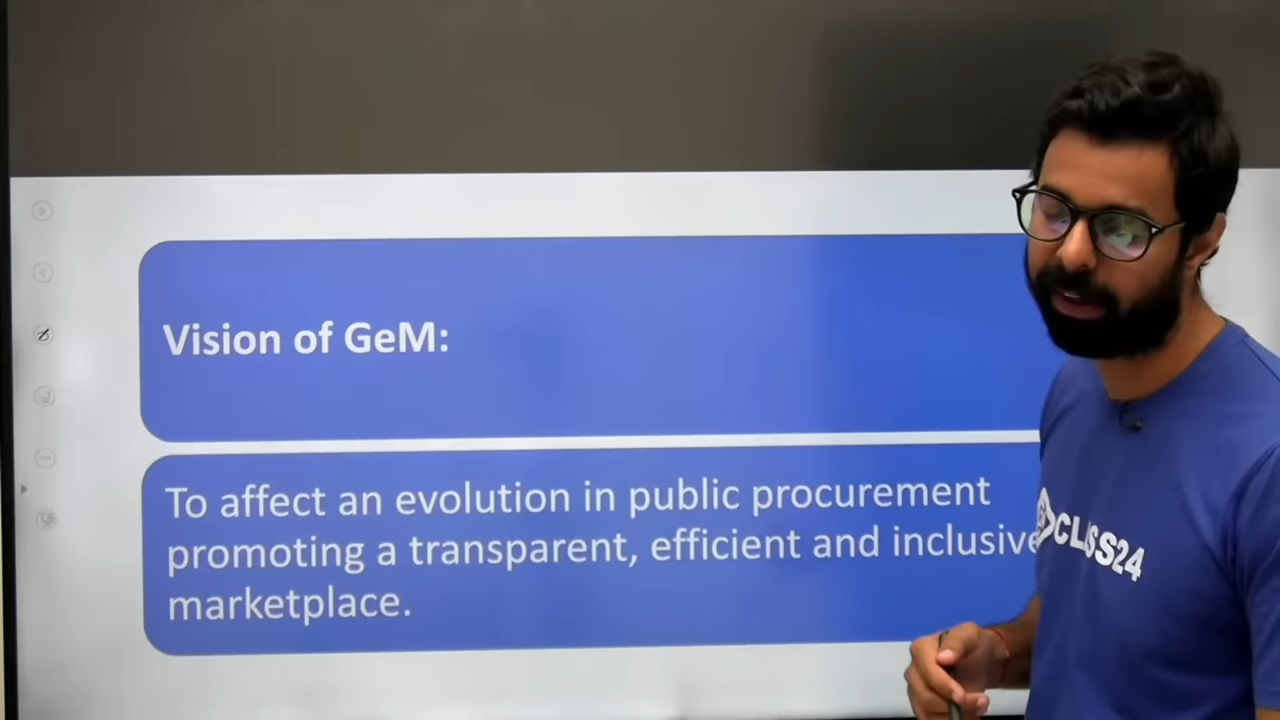 Vision of GeM:
To affect an evolution in public procurement
promoting a transparent, efficient and inclusive
marketplace.
CLASS24